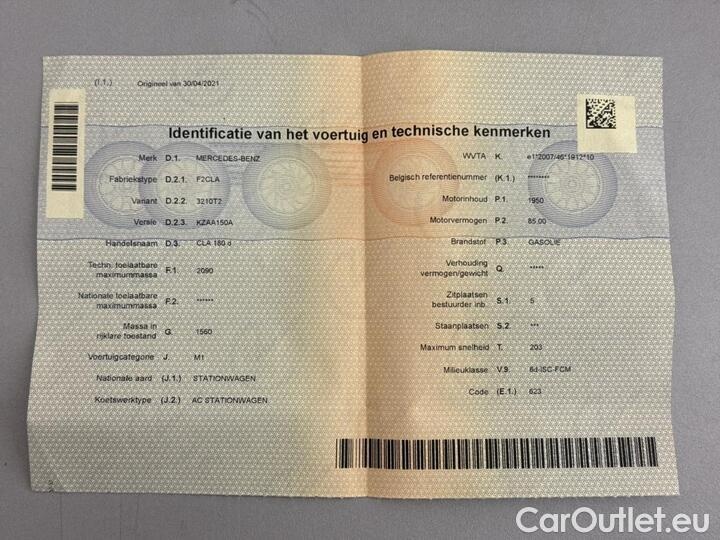 (I.1.) Origineel van 30/04/2021
Identificatie van het voertuig en technische kenmerken
Merk D.1. MERCEDES-BENZ
Fabriekstype D.2.1. F2CLA
Variant D.2.2. 3210T2
Versie D.2.3. KZAA150A
Handelsnaam D.3. CLA 180 d
Techn. toelaatbare
maximummassa F.1. 2090
Nationale toelaatbare
maximummassa F.2. ******
Massa in
rijklare toestand G. 1560
Voertuigcategorie J. M1
Nationale aard (J.1.) STATIONWAGEN
Koetswerktype (J.2.) AC STATIONWAGEN
WVTA K. e1*2007/46*1912*10
Belgisch referentienummer (K.1.) ********
Motorinhoud P.1. 1950
Motorvermogen P.2. 85.00
Brandstof P.3. GASOLIE
Verhouding
vermogen/gewicht Q. *****
Zitplaatsen
bestuurder inb. S.1. 5
Staanplaatsen S.2. ***
Maximum snelheid T. 203
Milieuklasse V.9. 6d-ISC-FCM
Code (E.1.) 623
CarOutlet.eu